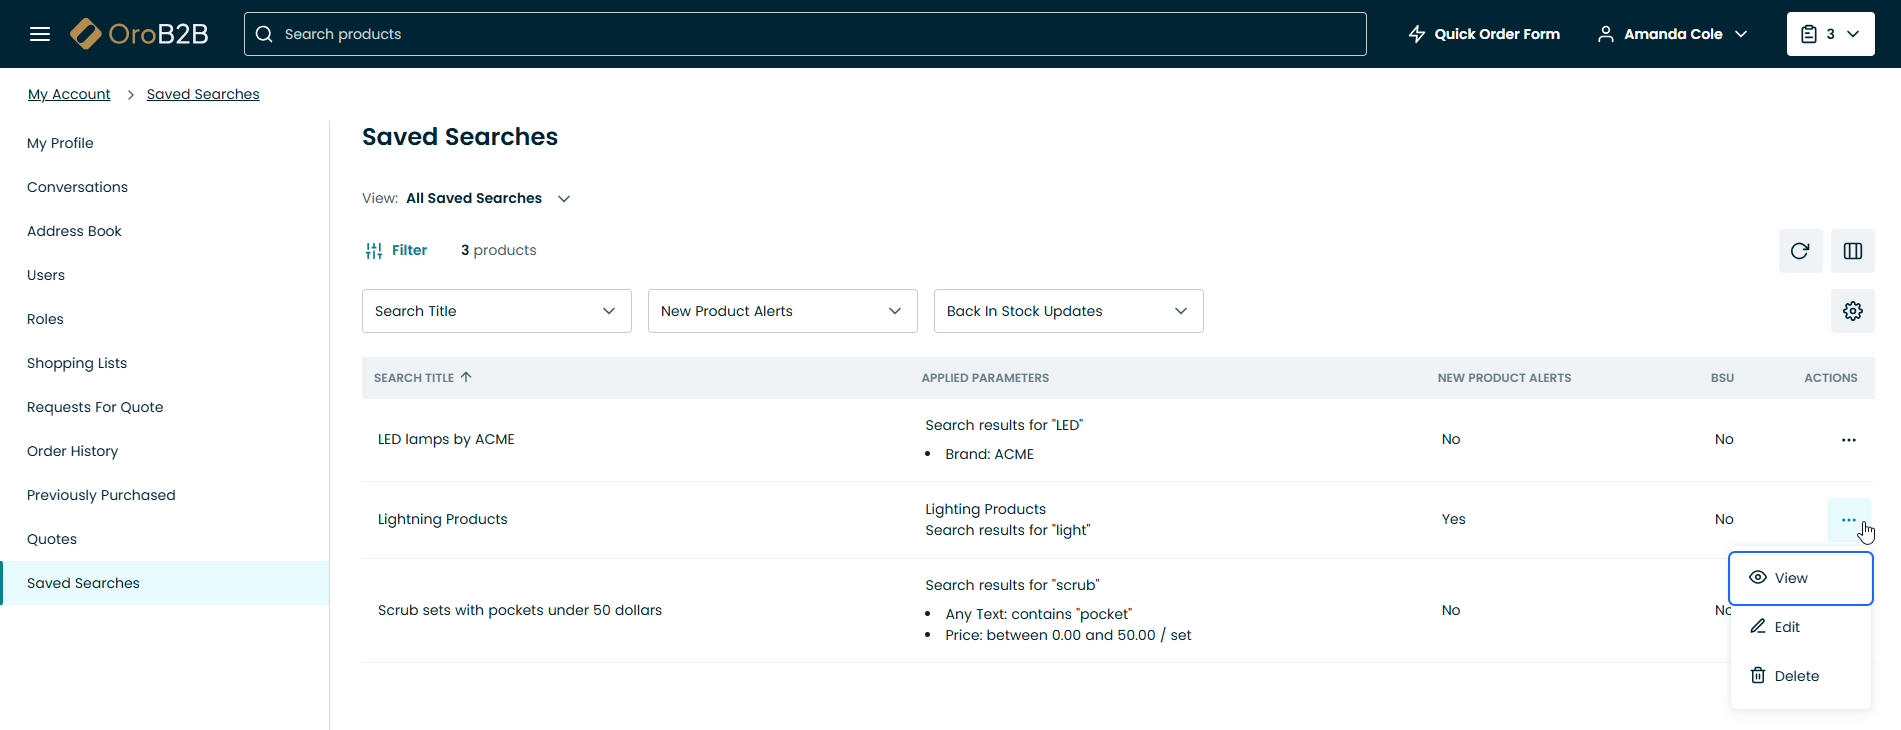 OroB2B
Search products
Quick Order Form
Amanda Cole
3
My Account > Saved Searches
My Profile
Conversations
Address Book
Users
Roles
Shopping Lists
Requests For Quote
Order History
Previously Purchased
Quotes
Saved Searches
Saved Searches
View: All Saved Searches
Filter 3 products
Search Title New Product Alerts Back In Stock Updates
SEARCH TITLE APPLIED PARAMETERS NEW PRODUCT ALERTS BSU ACTIONS
LED lamps by ACME
Search results for "LED"
• Brand: ACME
No No ...
Lightning Products
Lighting Products
Search results for "light"
Yes No ...
Scrub sets with pockets under 50 dollars
Search results for "scrub"
• Any Text: contains "pocket"
• Price: between 0.00 and 50.00 / set
No No
View
Edit
Delete